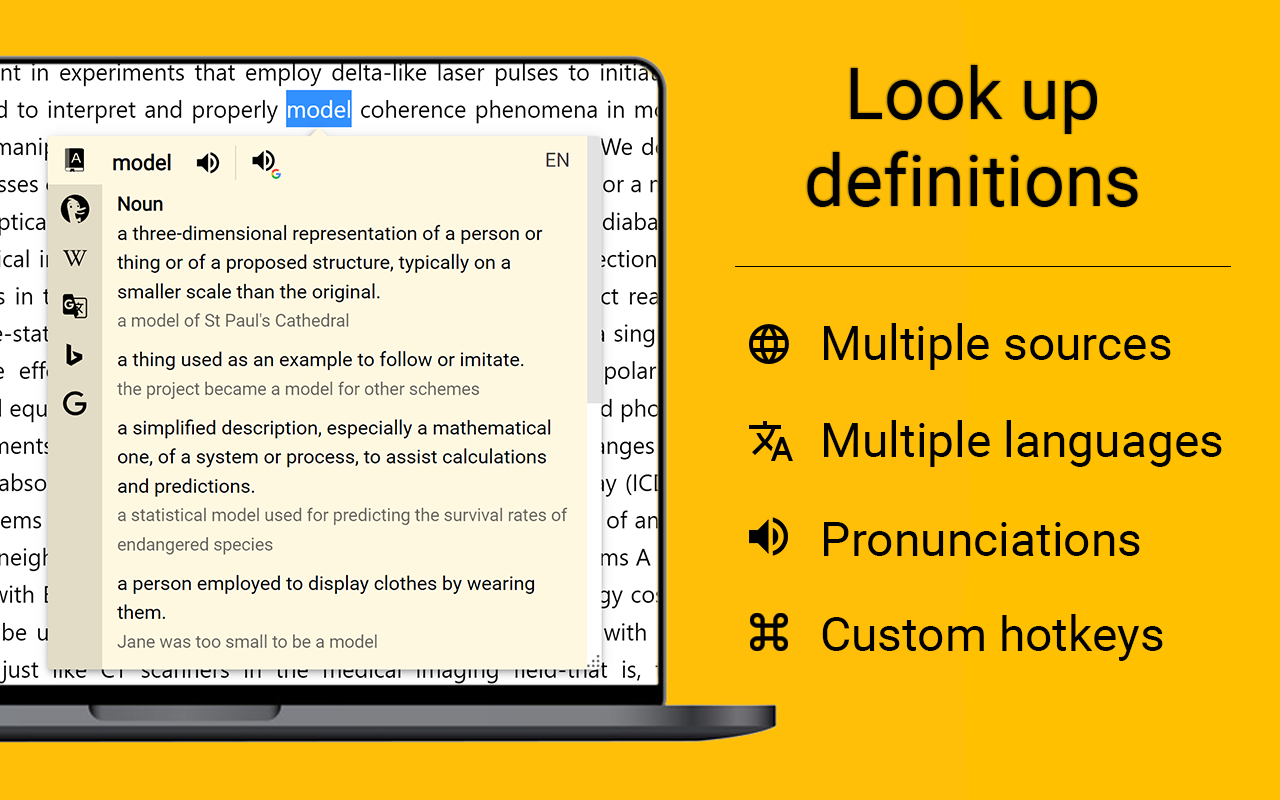 nt in experiments that employ delta-like laser pulses to initiat
d to interpret and properly model coherence phenomena in mo
We de
sses
or a
optica
diaba
ical
ection
s in
ct rea
e-stat
a sing
e eff
polar
equ
d pho
ments
anges
abso
ay (ICD
ems
of an
neigh
ms A
with
gy cos
be u
with
just like CT scanners in the medical imaging field-that is,
model
EN
Noun
a three-dimensional representation of a person or
thing or of a proposed structure, typically on a
smaller scale than the original.
a model of St Paul's Cathedral
a thing used as an example to follow or imitate.
the project became a model for other schemes
a simplified description, especially a mathematical
one, of a system or process, to assist calculations
and predictions.
a statistical model used for predicting the survival rates of
endangered species
a person employed to display clothes by wearing
them.
Jane was too small to be a model
Look up
definitions
Multiple sources
Multiple languages
Pronunciations
Custom hotkeys